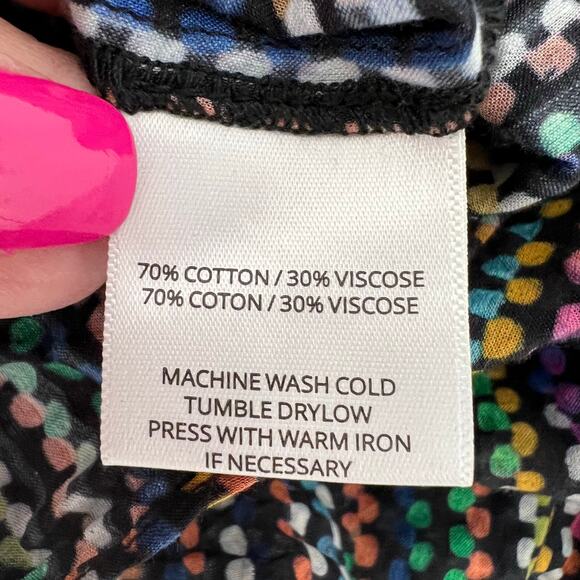 70% COTTON / 30% VISCOSE
70% COTON / 30% VISCOSE
MACHINE WASH COLD
TUMBLE DRYLOW
PRESS WITH WARM IRON
IF NECESSARY